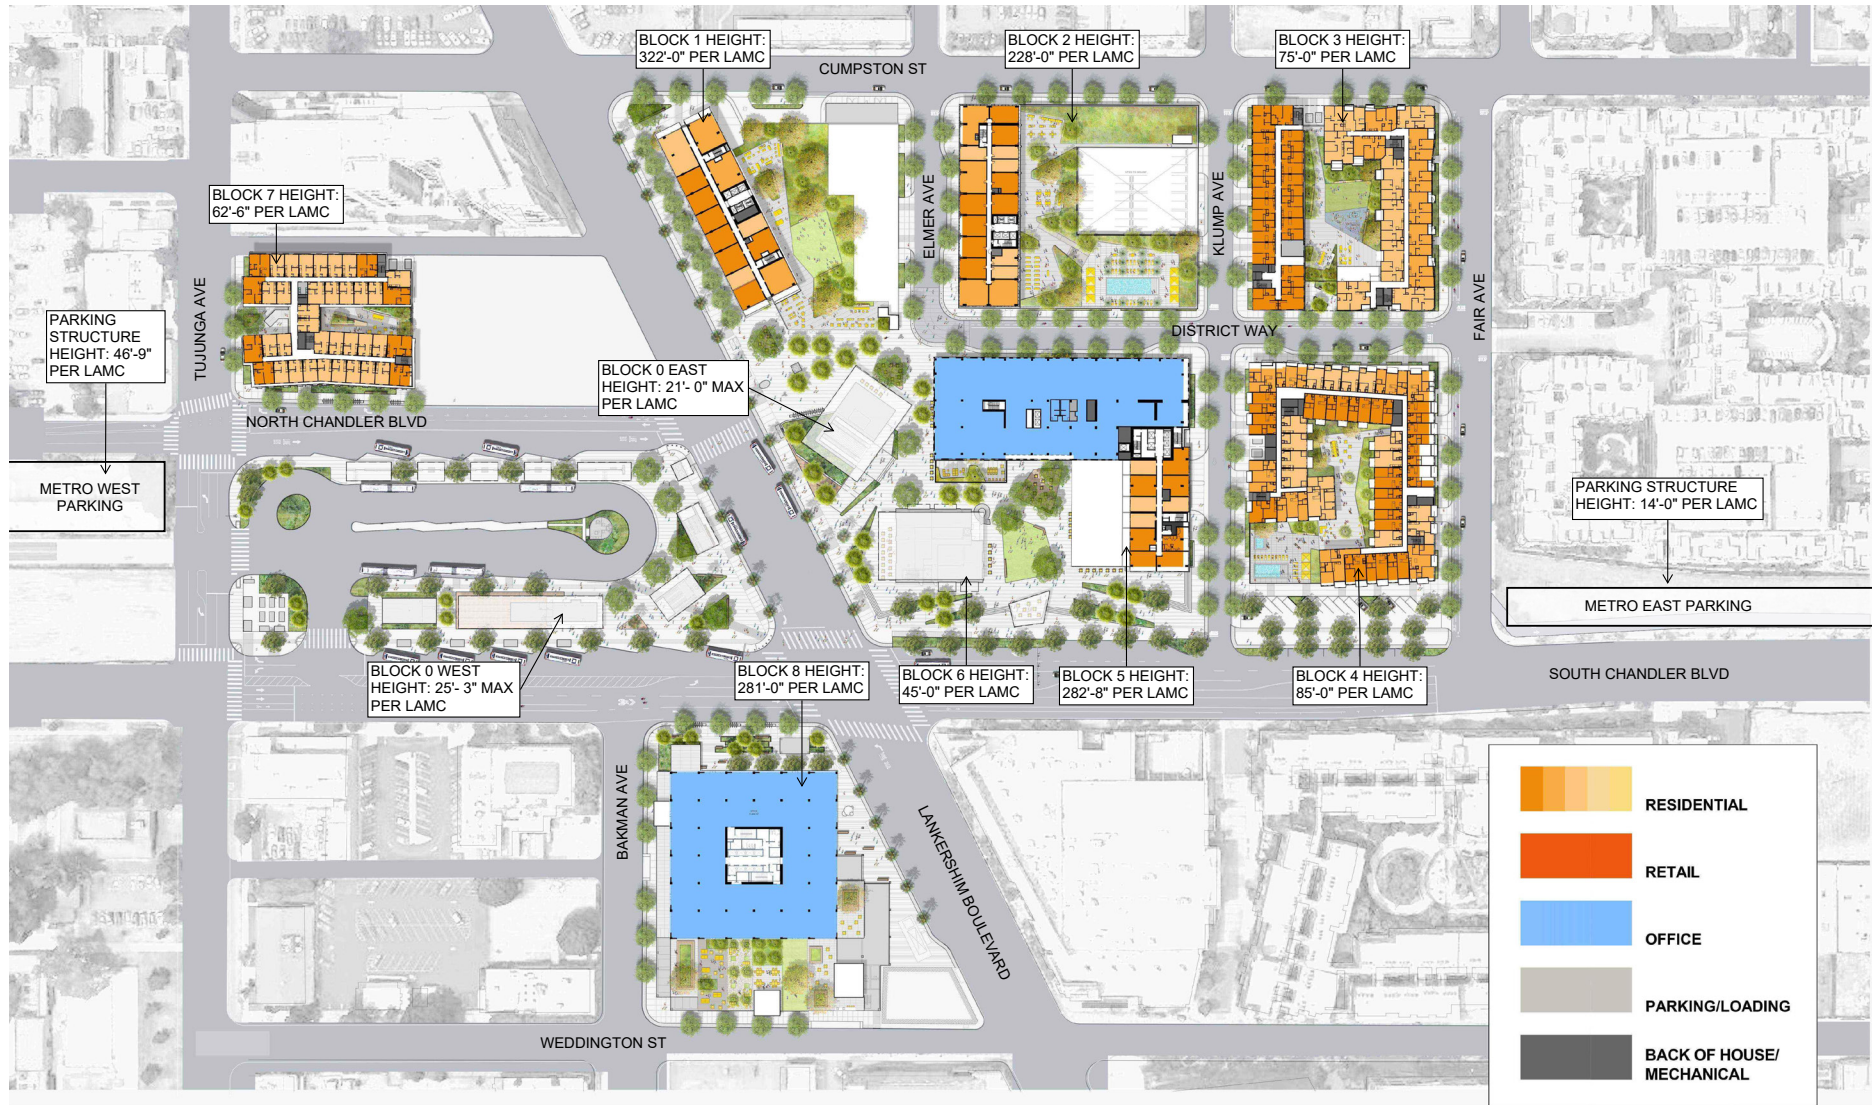 BLOCK 1 HEIGHT:
322'-0" PER LAMC
CUMPSTON ST
BLOCK 2 HEIGHT:
228'-0" PER LAMC
BLOCK 3 HEIGHT:
75'-0" PER LAMC
BLOCK 7 HEIGHT:
62'-6" PER LAMC
ELMER AVE
KLUMP AVE
TUJUNGA AVE
FAIR AVE
PARKING
STRUCTURE
HEIGHT: 46'-9"
PER LAMC
DISTRICT WAY
BLOCK 0 EAST
HEIGHT: 21'- 0" MAX
PER LAMC
NORTH CHANDLER BLVD
METRO WEST
PARKING
PARKING STRUCTURE
HEIGHT: 14'-0" PER LAMC
METRO EAST PARKING
BLOCK 0 WEST
HEIGHT: 25'- 3" MAX
PER LAMC
BLOCK 8 HEIGHT:
281'-0" PER LAMC
BLOCK 6 HEIGHT:
45'-0" PER LAMC
BLOCK 5 HEIGHT:
282'-8" PER LAMC
BLOCK 4 HEIGHT:
85'-0" PER LAMC
SOUTH CHANDLER BLVD
BAKMAN AVE
LANKERSHIM BOULEVARD
WEDDINGTON ST
RESIDENTIAL
RETAIL
OFFICE
PARKING/LOADING
BACK OF HOUSE/
MECHANICAL